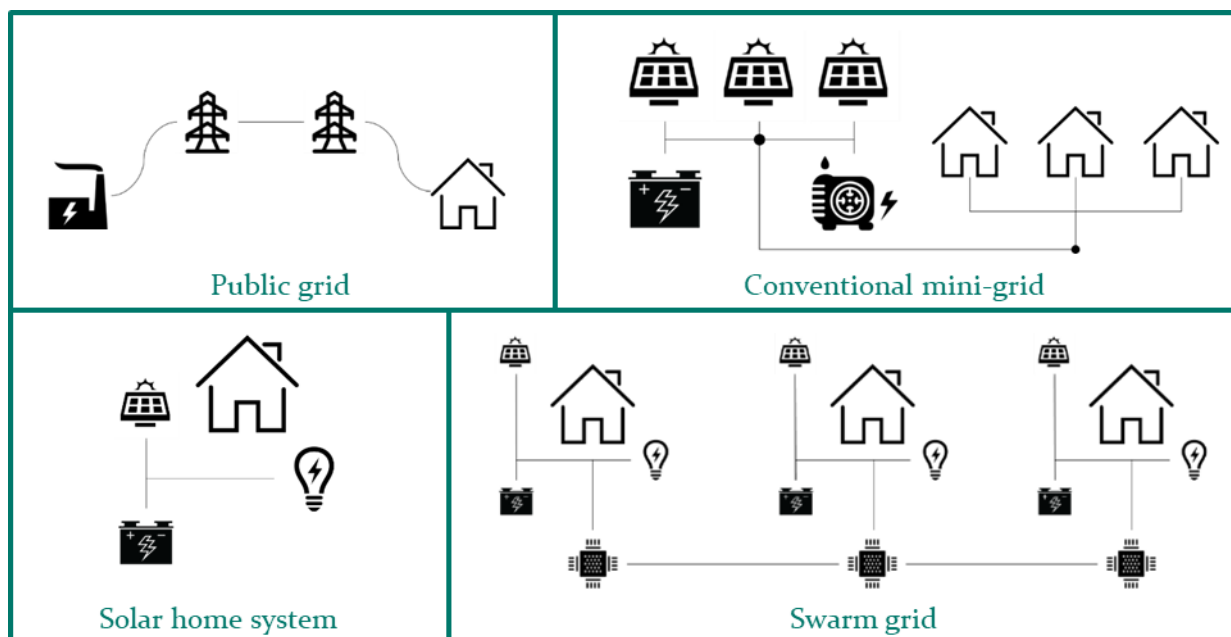 Public grid
Conventional mini-grid
Solar home system
Swarm grid